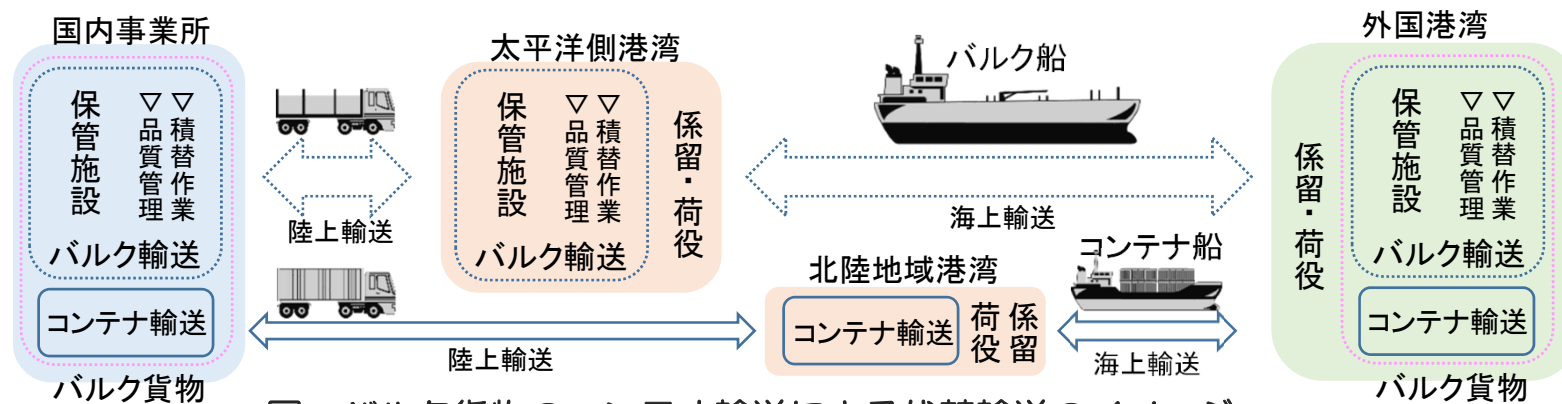 国内事業所
保管施設
▽積替作業
▽品質管理
バルク輸送
コンテナ輸送
バルク貨物
陸上輸送
陸上輸送
太平洋側港湾
保管施設
▽積替作業
▽品質管理
バルク輸送
係留・荷役
バルク船
海上輸送
北陸地域港湾
コンテナ輸送
係留
荷役
コンテナ船
海上輸送
外国港湾
係留・荷役
保管施設
▽積替作業
▽品質管理
バルク輸送
コンテナ輸送
バルク貨物